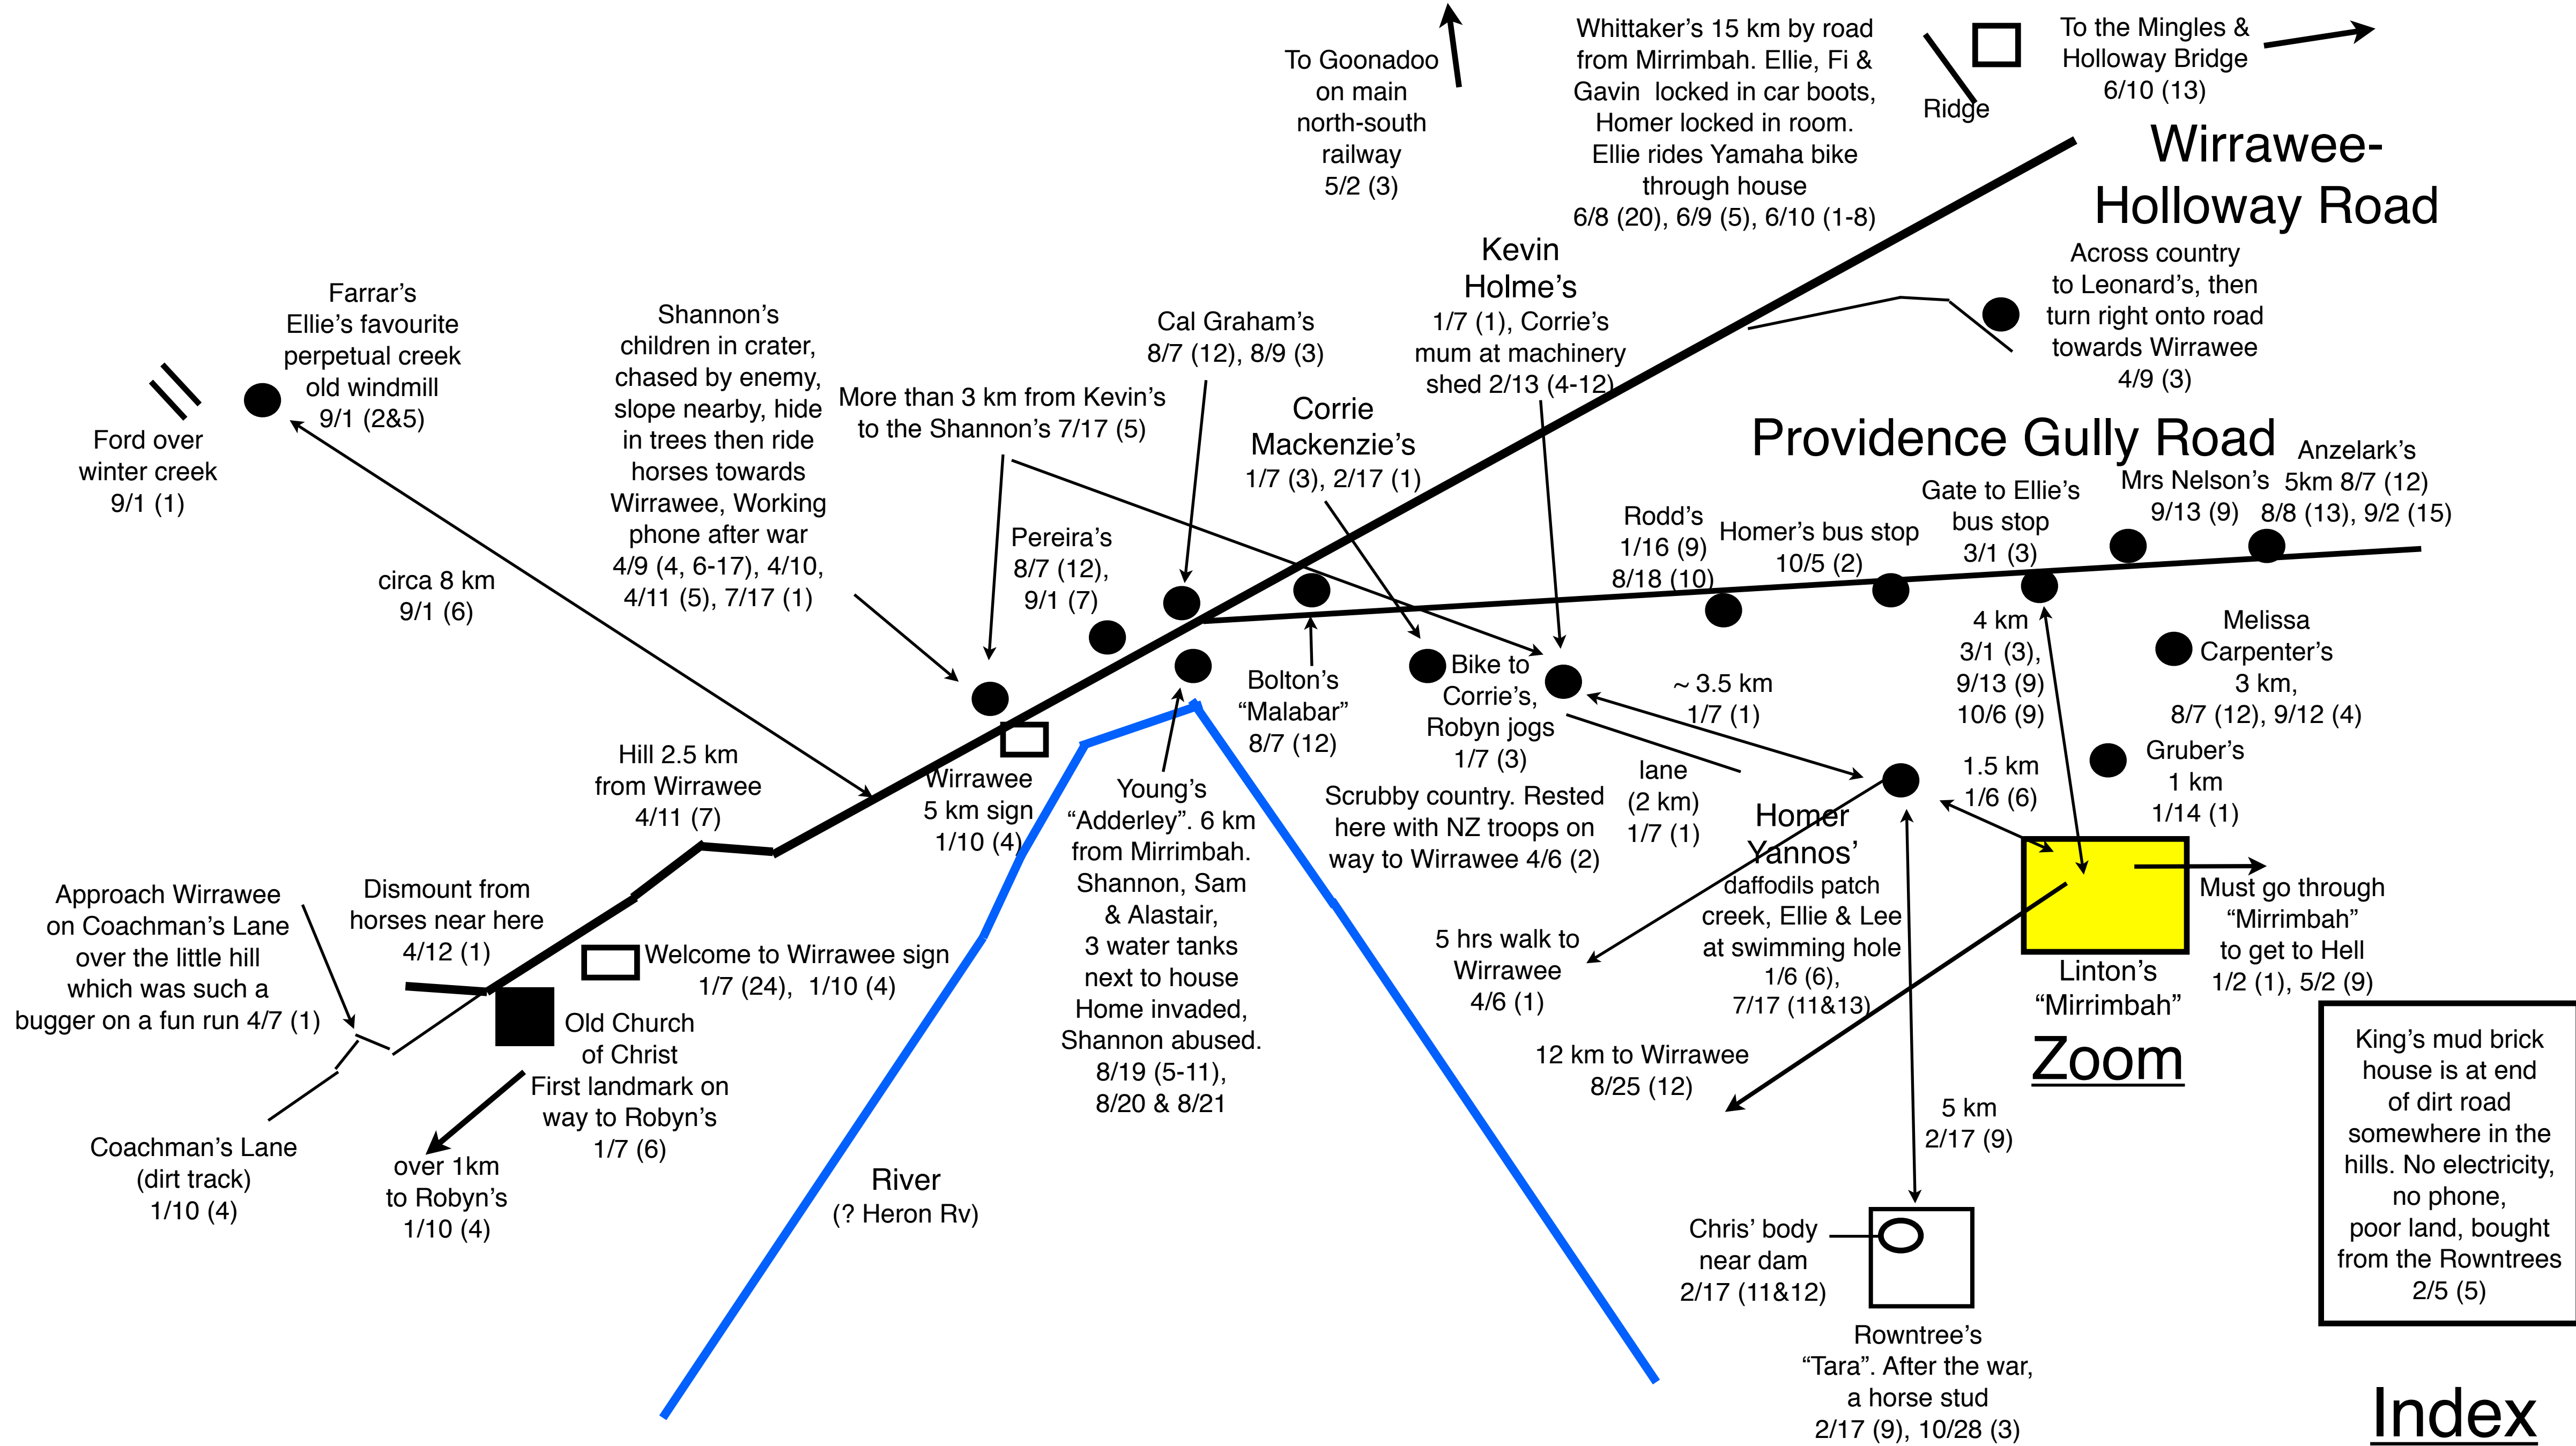 To Goonadoo
on main
north-south
railway
5/2 (3)
Whittaker’s 15 km by road
from Mirrimbah. Ellie, Fi &
Gavin  locked in car boots,
Homer locked in room.
Ellie rides Yamaha bike
through house
6/8 (20), 6/9 (5), 6/10 (1-8)
Ridge
To the Mingles &
Holloway Bridge
6/10 (13)
Wirrawee-
Holloway Road
Across country
to Leonard’s, then
turn right onto road
towards Wirrawee
4/9 (3)
Farrar’s
Ellie’s favourite
perpetual creek
old windmill
9/1 (2&5)
Ford over
winter creek
9/1 (1)
circa 8 km
9/1 (6)
Shannon’s
children in crater,
chased by enemy,
slope nearby, hide
in trees then ride
horses towards
Wirrawee, Working
phone after war
4/9 (4, 6-17), 4/10,
4/11 (5), 7/17 (1)
More than 3 km from Kevin’s
to the Shannon’s 7/17 (5)
Pereira’s
8/7 (12),
9/1 (7)
Cal Graham’s
8/7 (12), 8/9 (3)
Corrie
Mackenzie’s
1/7 (3), 2/17 (1)
Kevin
Holme’s
1/7 (1), Corrie’s
mum at machinery
shed 2/13 (4-12)
Providence Gully Road
Rodd’s
1/16 (9)
8/18 (10)
Homer’s bus stop
10/5 (2)
Gate to Ellie’s
bus stop
3/1 (3)
Mrs Nelson’s
9/13 (9)
Anzelark’s
5km 8/7 (12)
8/8 (13), 9/2 (15)
Hill 2.5 km
from Wirrawee
4/11 (7)
Wirrawee
5 km sign
1/10 (4)
Young’s
“Adderley”. 6 km
from Mirrimbah.
Shannon, Sam
& Alastair,
3 water tanks
next to house
Home invaded,
Shannon abused.
8/19 (5-11),
8/20 & 8/21
Bolton’s
“Malabar”
8/7 (12)
Bike to
Corrie’s,
Robyn jogs
1/7 (3)
Scrubby country. Rested
here with NZ troops on
way to Wirrawee 4/6 (2)
lane
(2 km)
1/7 (1)
~ 3.5 km
1/7 (1)
4 km
3/1 (3),
9/13 (9)
10/6 (9)
Melissa
Carpenter’s
3 km,
8/7 (12), 9/12 (4)
Gruber’s
1 km
1/14 (1)
1.5 km
1/6 (6)
Homer
Yannos’
daffodils patch
creek, Ellie & Lee
at swimming hole
1/6 (6),
7/17 (11&13)
5 hrs walk to
Wirrawee
4/6 (1)
12 km to Wirrawee
8/25 (12)
Must go through
“Mirrimbah”
to get to Hell
1/2 (1), 5/2 (9)
Linton’s
“Mirrimbah”
Zoom
Approach Wirrawee
on Coachman’s Lane
over the little hill
which was such a
bugger on a fun run 4/7 (1)
Dismount from
horses near here
4/12 (1)
Welcome to Wirrawee sign
1/7 (24),  1/10 (4)
Old Church
of Christ
First landmark on
way to Robyn’s
1/7 (6)
Coachman’s Lane
(dirt track)
1/10 (4)
over 1km
to Robyn’s
1/10 (4)
River
(? Heron Rv)
5 km
2/17 (9)
Chris’ body
near dam
2/17 (11&12)
Rowntree’s
“Tara”. After the war,
a horse stud
2/17 (9), 10/28 (3)
King’s mud brick
house is at end
of dirt road
somewhere in the
hills. No electricity,
no phone,
poor land, bought
from the Rowntrees
2/5 (5)
Index